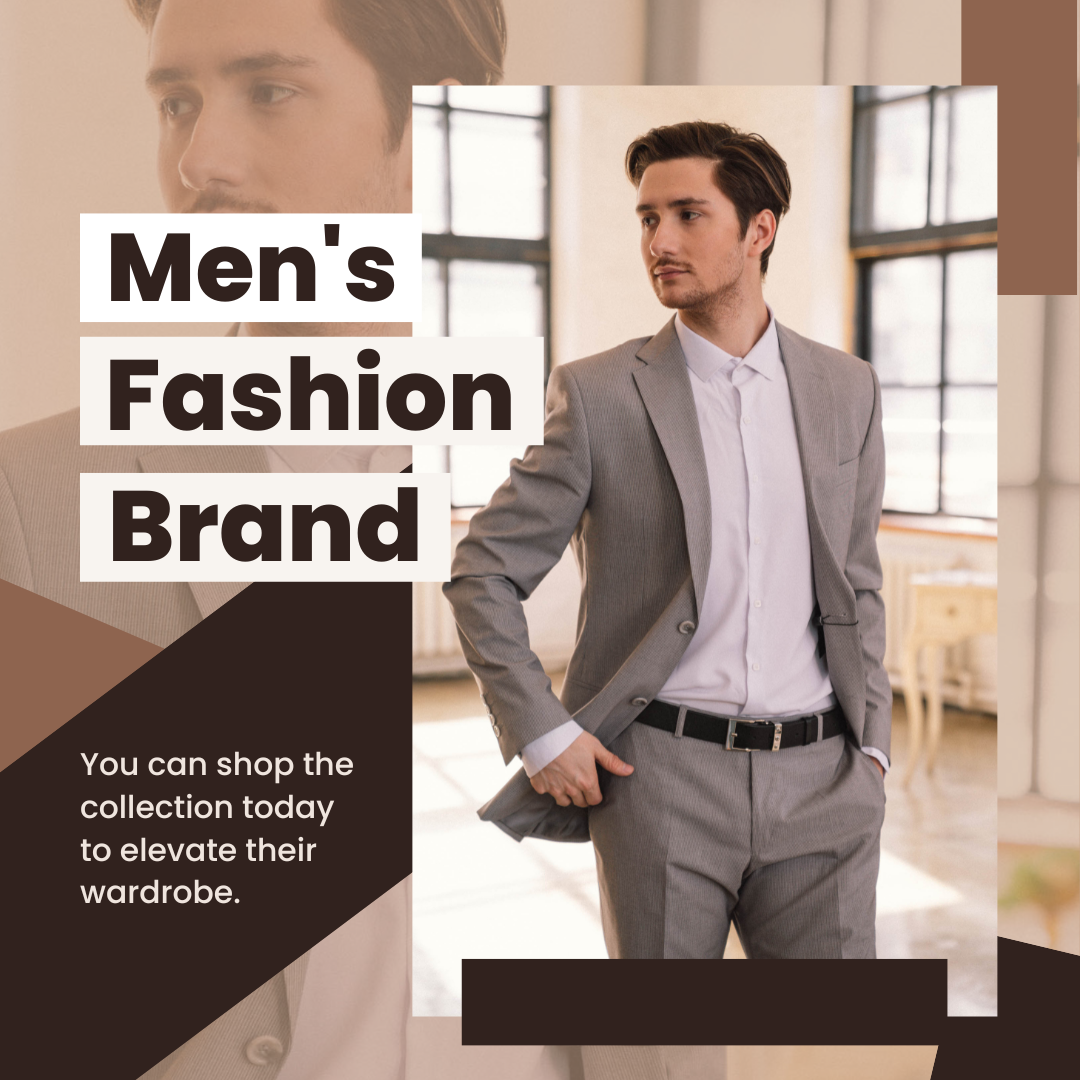 Men's
Fashion
Brand
You can shop the
collection today
to elevate their
wardrobe.